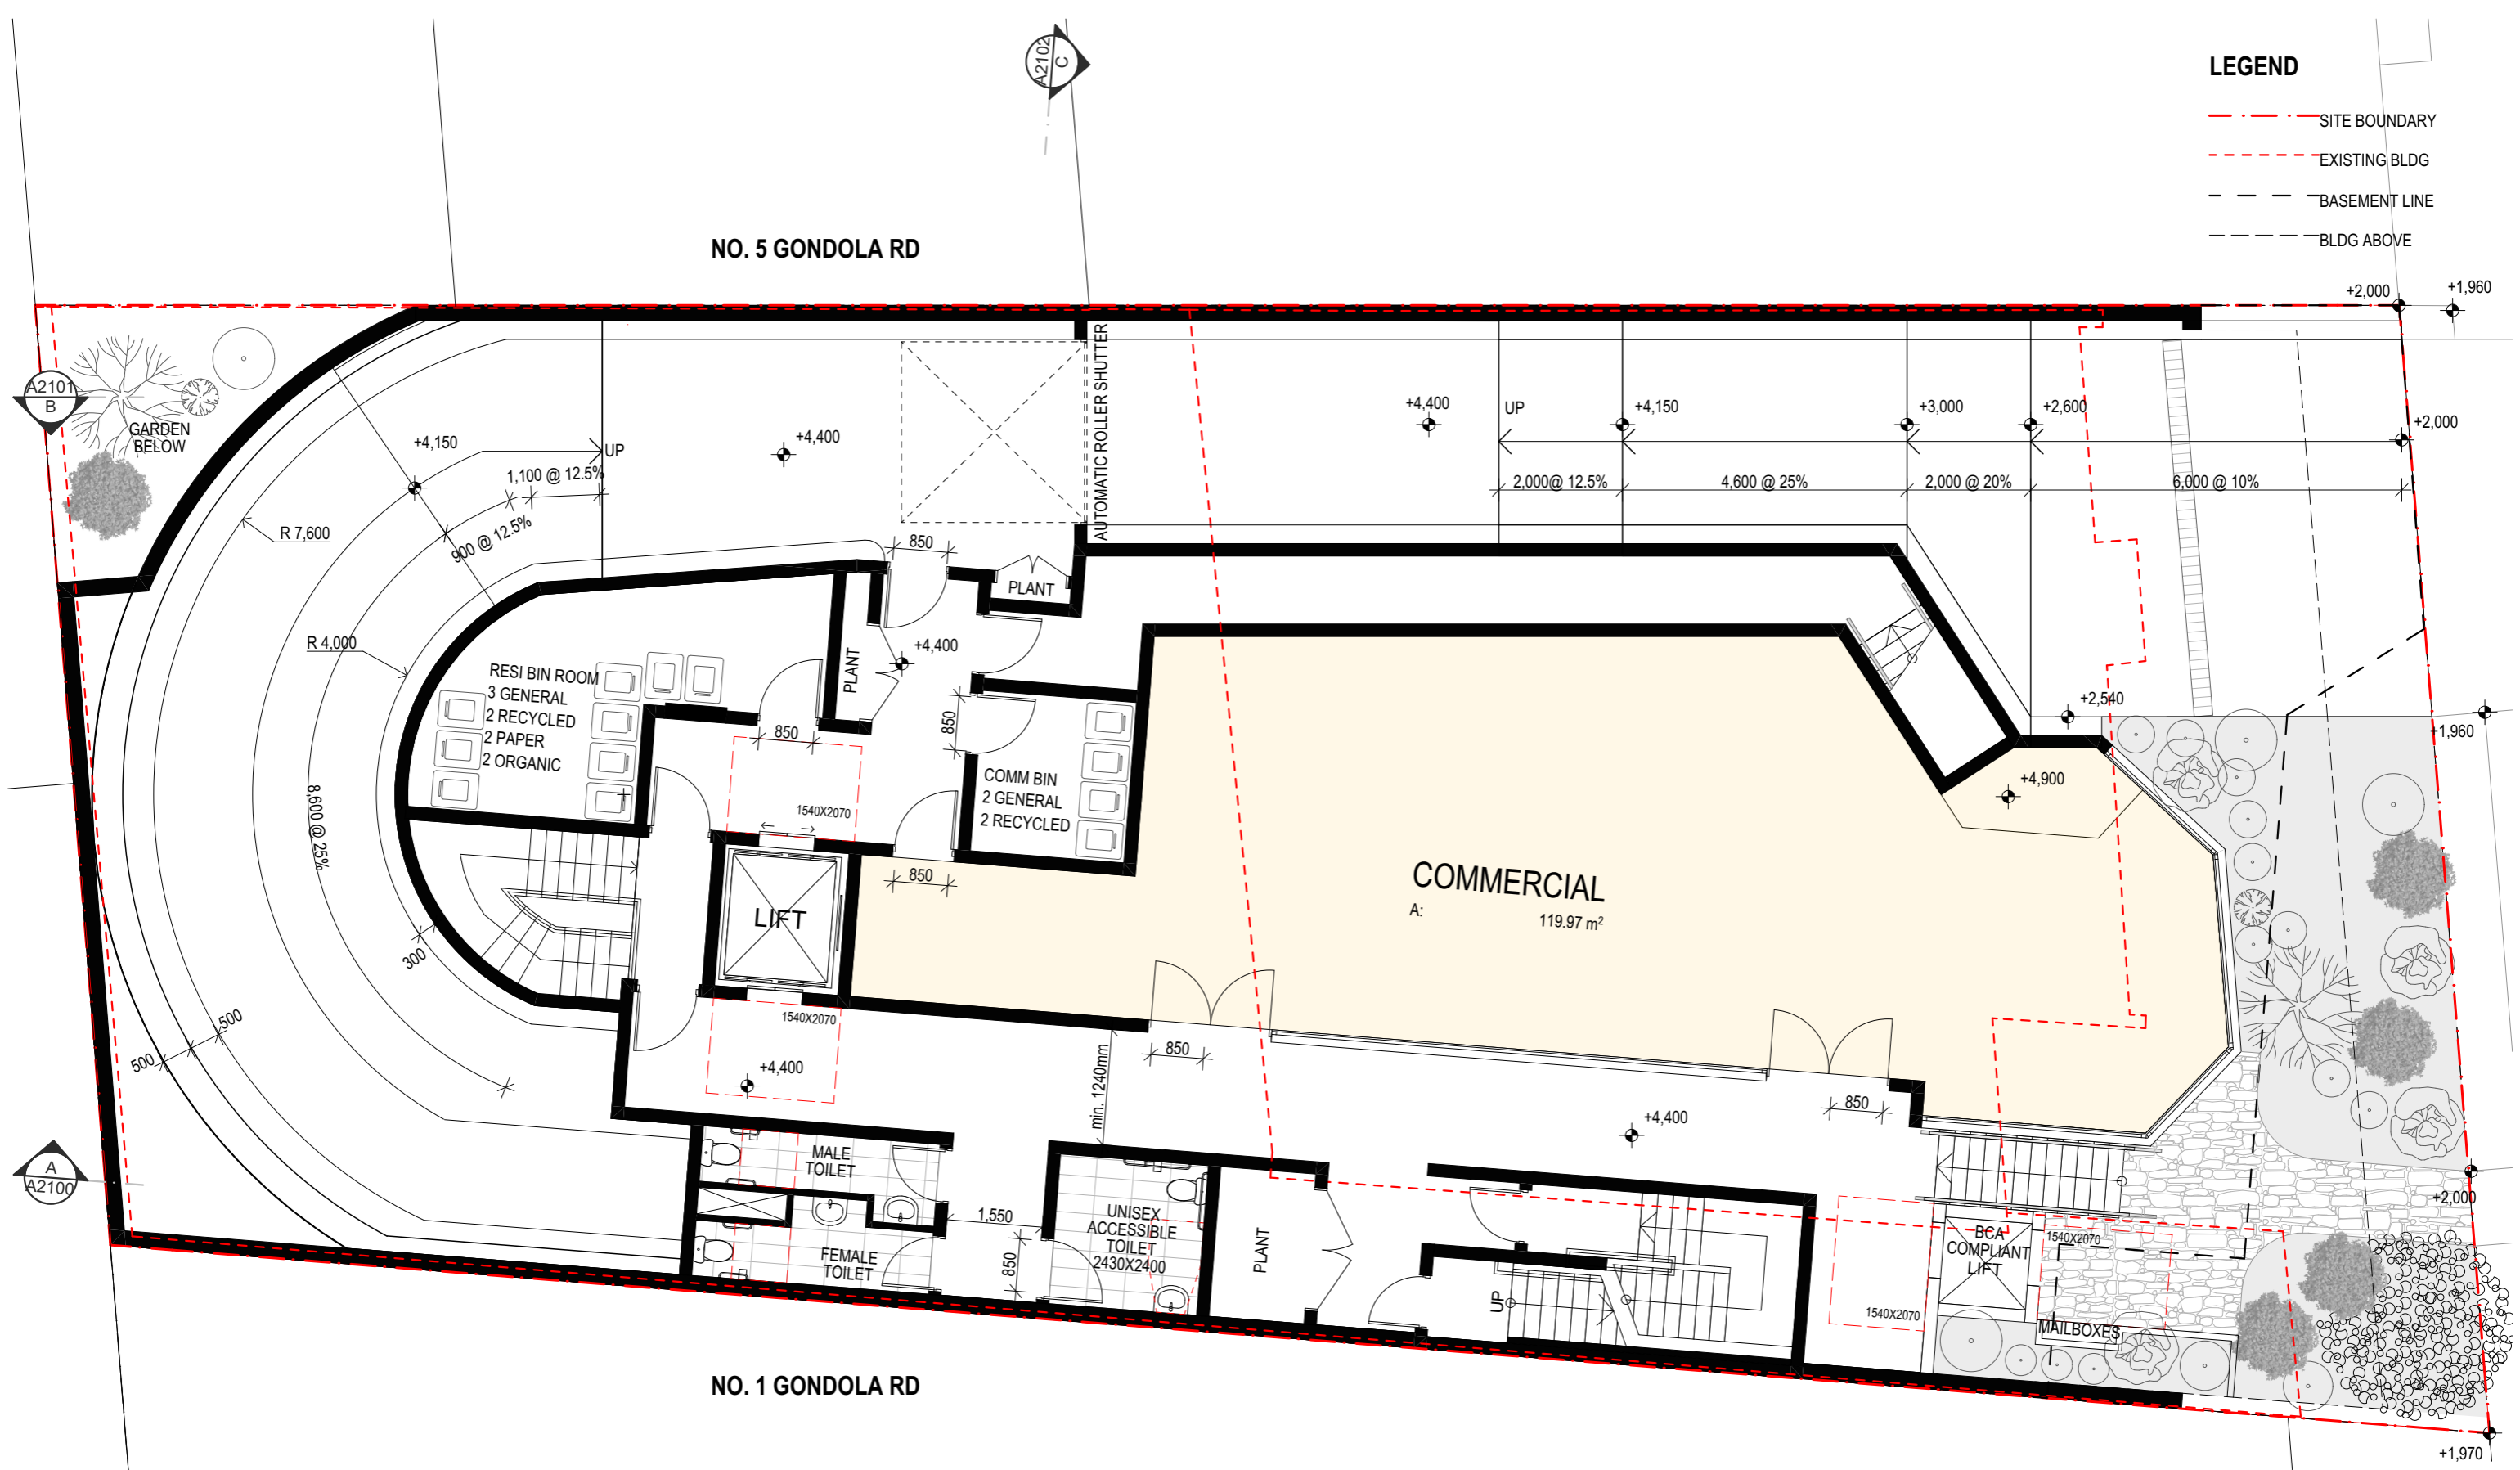 A2102
C
LEGEND
SITE BOUNDARY
EXISTING BLDG
BASEMENT LINE
BLDG ABOVE
NO. 5 GONDOLA RD
+2,000
+1,960
A2101
B
GARDEN
BELOW
+4,150
UP
+4,400
AUTOMATIC ROLLER SHUTTER
+4,400
UP
+4,150
+3,000
+2,600
+2,000
1,100 @ 12.5%
900 @ 12.5%
2,000@ 12.5%
4,600 @ 25%
2,000 @ 20%
6,000 @ 10%
R 7,600
R 4,000
850
PLANT
PLANT
+4,400
RESI BIN ROOM
3 GENERAL
2 RECYCLED
2 PAPER
2 ORGANIC
850
850
+2,540
+1,960
+4,900
COMM BIN
2 GENERAL
2 RECYCLED
1540X2070
8,600 @ 25%
850
COMMERCIAL
A:
119.97 m²
LIFT
300
500
500
1540X2070
+4,400
min. 1240mm
850
850
+4,400
A
A2100
MALE
TOILET
FEMALE
TOILET
1,550
850
UNISEX
ACCESSIBLE
TOILET
2430X2400
PLANT
UP
BCA
COMPLIANT
LIFT
1540X2070
1540X2070
+2,000
MAILBOXES
NO. 1 GONDOLA RD
+1,970